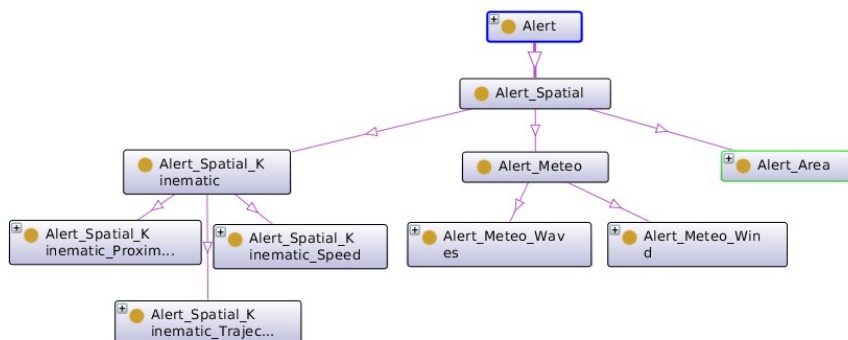 Alert
Alert_Spatial
Alert_Spatial_K
inematic
Alert_Meteo
Alert_Area
Alert_Spatial_K
inematic_Proxim...
Alert_Spatial_K
inematic_Speed
Alert_Meteo_Wav
es
Alert_Meteo_Win
d
Alert_Spatial_K
inematic_Trajec...